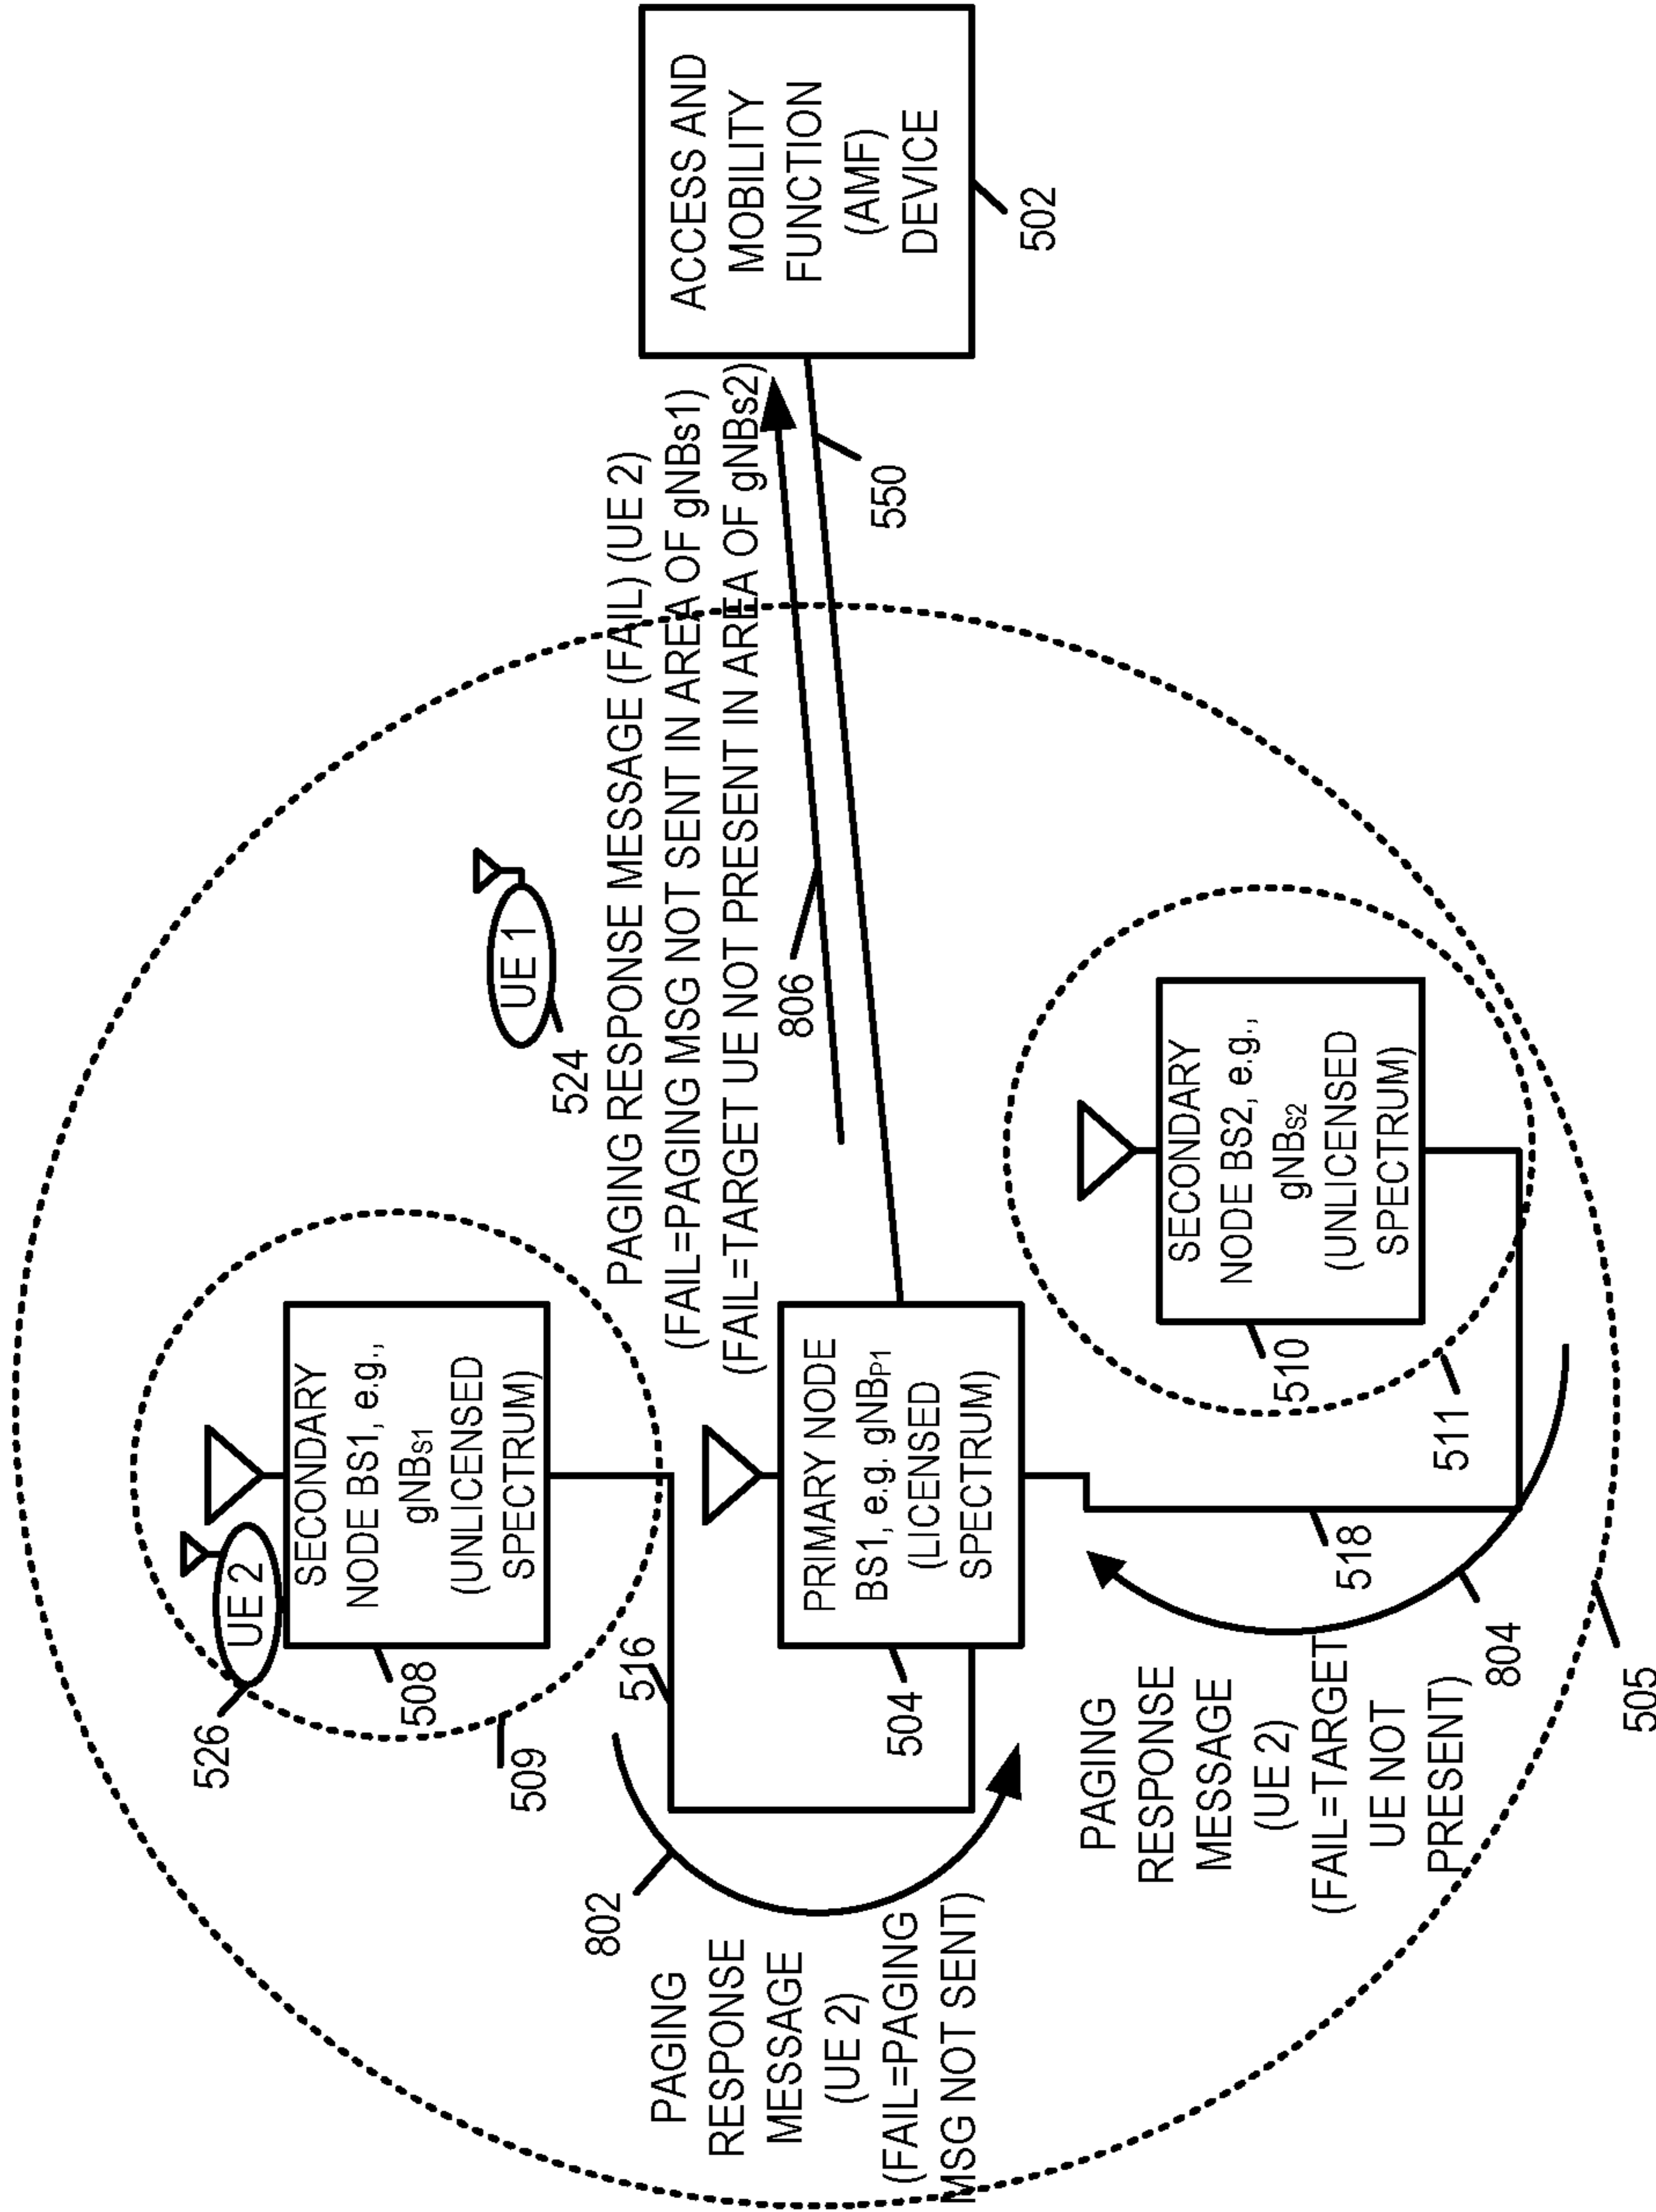 ACCESS AND
MOBILITY
FUNCTION
(AMF)
DEVICE
502
PAGING RESPONSE MESSAGE (FAIL) (UE 2)
(FAIL=PAGING MSG NOT SENT IN AREA OF gNBs1)
(FAIL=TARGET UE NOT PRESENT IN AREA OF gNBs2)
550
806
UE 1
524
UE 2
526
SECONDARY
NODE BS1, e.g.,
gNBS1
(UNLICENSED
SPECTRUM)
508
509
516
PRIMARY NODE
BS1, e.g. gNBP1
(LICENSED
SPECTRUM)
504
SECONDARY
NODE BS2, e.g.,
gNBS2
(UNLICENSED
SPECTRUM)
510
511
518
804
505
802
PAGING
RESPONSE
MESSAGE
(UE 2)
(FAIL=PAGING
MSG NOT SENT)
PAGING
RESPONSE
MESSAGE
(UE 2)
(FAIL=TARGET
UE NOT
PRESENT)